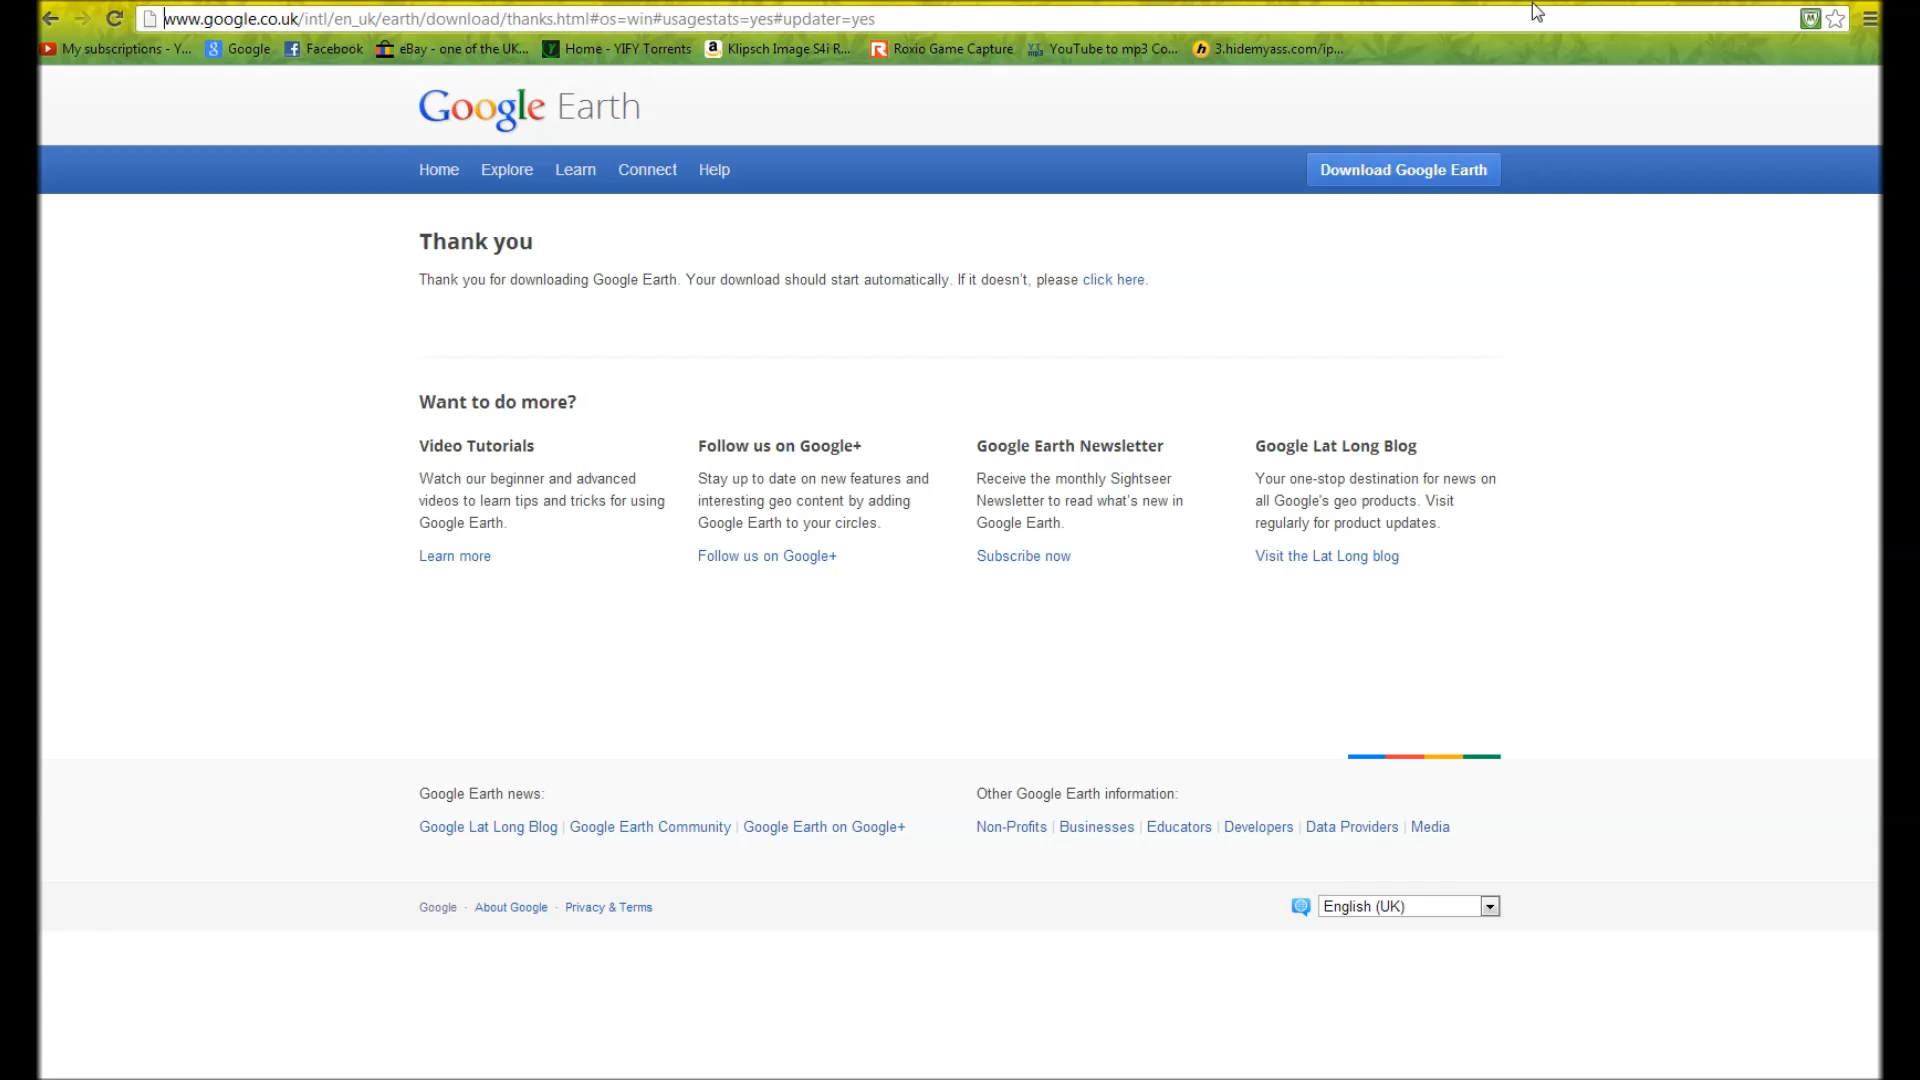 www.google.co.uk/intl/en_uk/earth/download/thanks.html#os=win#usagestats=yes#updater=yes
My subscriptions - Y... Google Facebook eBay - one of the UK... Home - YIFY Torrents Klipsch Image S4i R... Roxio Game Capture YouTube to mp3 Co... 3.hidemyass.com/ip...
Google Earth
Home Explore Learn Connect Help Download Google Earth
Thank you
Thank you for downloading Google Earth. Your download should start automatically. If it doesn't, please click here.
Want to do more?
Video Tutorials
Watch our beginner and advanced
videos to learn tips and tricks for using
Google Earth.
Learn more
Follow us on Google+
Stay up to date on new features and
interesting geo content by adding
Google Earth to your circles.
Follow us on Google+
Google Earth Newsletter
Receive the monthly Sightseer
Newsletter to read what's new in
Google Earth.
Subscribe now
Google Lat Long Blog
Your one-stop destination for news on
all Google's geo products. Visit
regularly for product updates.
Visit the Lat Long blog
Google Earth news:
Google Lat Long Blog | Google Earth Community | Google Earth on Google+
Other Google Earth information:
Non-Profits | Businesses | Educators | Developers | Data Providers | Media
Google - About Google - Privacy & Terms
English (UK)